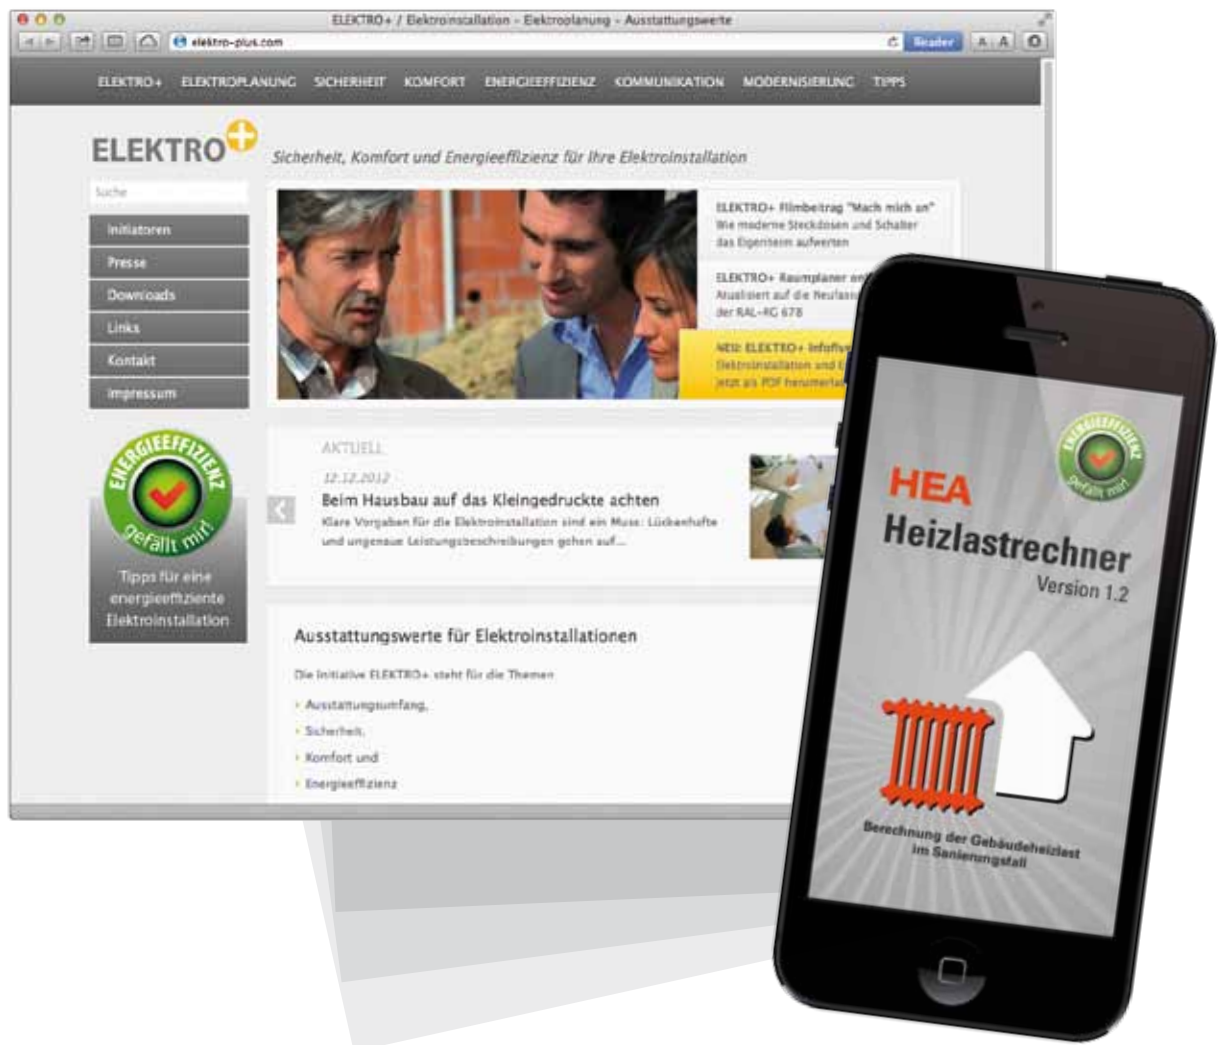 ELEKTRO+ / Elektroinstallation - Elektroplanung - Ausstattungswerte
elektro-plus.com
Reader
A A
ELEKTRO+ ELEKTROPLANUNG SICHERHEIT KOMFORT ENERGIEEFFIZIENZ KOMMUNIKATION MODERNISIERUNG TIPPS
ELEKTRO+
Sicherheit, Komfort und Energieeffizienz für Ihre Elektroinstallation
Suche
Initiatoren
Presse
Downloads
Links
Kontakt
Impressum
ELEKTRO+ Filmbeitrag "Mach mich an"
Wie moderne Steckdosen und Schalter
das Eigenheim aufwerten
ELEKTRO+ Raumplaner
Aktualisiert auf die
der RAL-RG 678
NEU: ELEKTRO+
Elektroinstallation und
jetzt als PDF
ENERGIEEFFIZIENZ
gefällt mir!
Tipps für eine
energieeffiziente
Elektroinstallation
AKTUELL
12.12.2012
Beim Hausbau auf das Kleingedruckte achten
Klare Vorgaben für die Elektroinstallation sind ein Muss: Lückenhafte
und ungenaue Leistungsbeschreibungen gehen auf...
Ausstattungswerte für Elektroinstallationen
Die Initiative ELEKTRO+ steht für die Themen
Ausstattungsumfang,
Sicherheit,
Komfort und
Energieeffizienz
ENERGIEEFFIZIENZ
gefällt mir!
HEA
Heizlastrechner
Version 1.2
Berechnung der Gebäudeheizlast
im Sanierungsfall